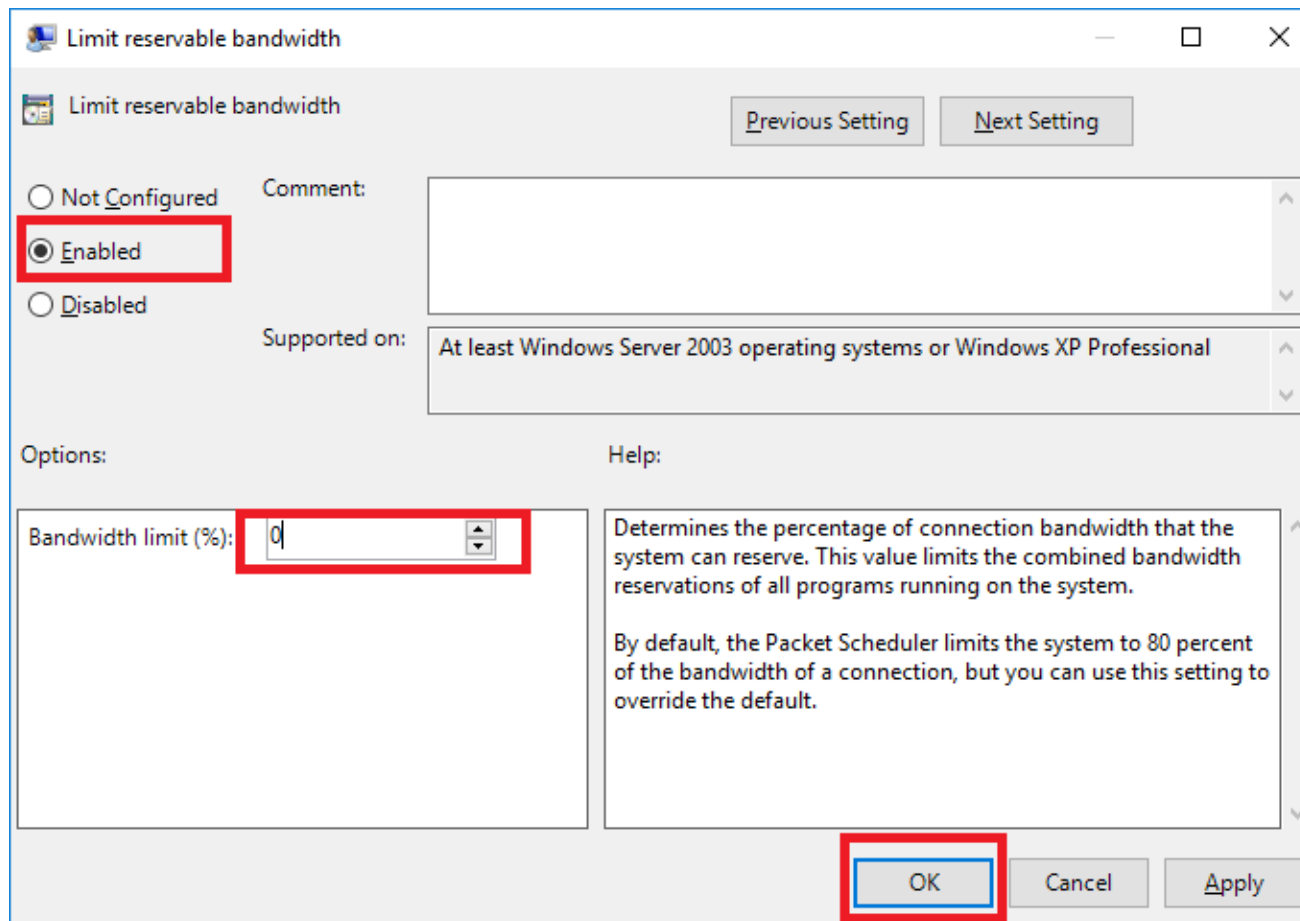 Limit reservable bandwidth
Limit reservable bandwidth
Previous Setting
Next Setting
Not Configured
Comment:
Enabled
Disabled
Supported on:
At least Windows Server 2003 operating systems or Windows XP Professional
Options:
Help:
Bandwidth limit (%):
0
Determines the percentage of connection bandwidth that the
system can reserve. This value limits the combined bandwidth
reservations of all programs running on the system.
By default, the Packet Scheduler limits the system to 80 percent
of the bandwidth of a connection, but you can use this setting to
override the default.
OK
Cancel
Apply